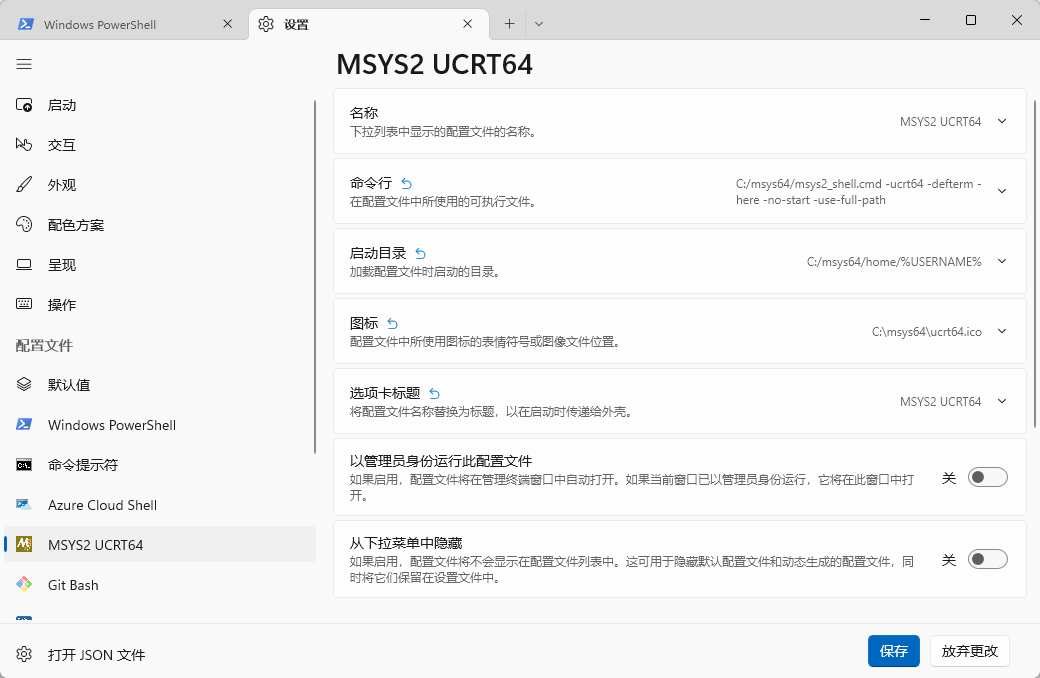 Windows PowerShell
设置
MSYS2 UCRT64
启动
交互
外观
配色方案
呈现
操作
配置文件
默认值
Windows PowerShell
命令提示符
Azure Cloud Shell
MSYS2 UCRT64
Git Bash
打开 JSON 文件
名称
下拉列表中显示的配置文件的名称。
MSYS2 UCRT64
命令行
在配置文件中所使用的可执行文件。
C:/msys64/msys2_shell.cmd -ucrt64 -defterm -
here -no-start -use-full-path
启动目录
加载配置文件时启动的目录。
C:/msys64/home/%USERNAME%
图标
配置文件中所使用图标的表情符号或图像文件位置。
C:\msys64\ucrt64.ico
选项卡标题
将配置文件名称替换为标题，以在启动时传递给外壳。
MSYS2 UCRT64
以管理员身份运行此配置文件
如果启用，配置文件将在管理终端窗口中自动打开。如果当前窗口已以管理员身份运行，它将在此窗口中打
开。
关
从下拉菜单中隐藏
如果启用，配置文件将不会显示在配置文件列表中。这可用于隐藏默认配置文件和动态生成的配置文件，同
时将它们保留在设置文件中。
关
保存
放弃更改